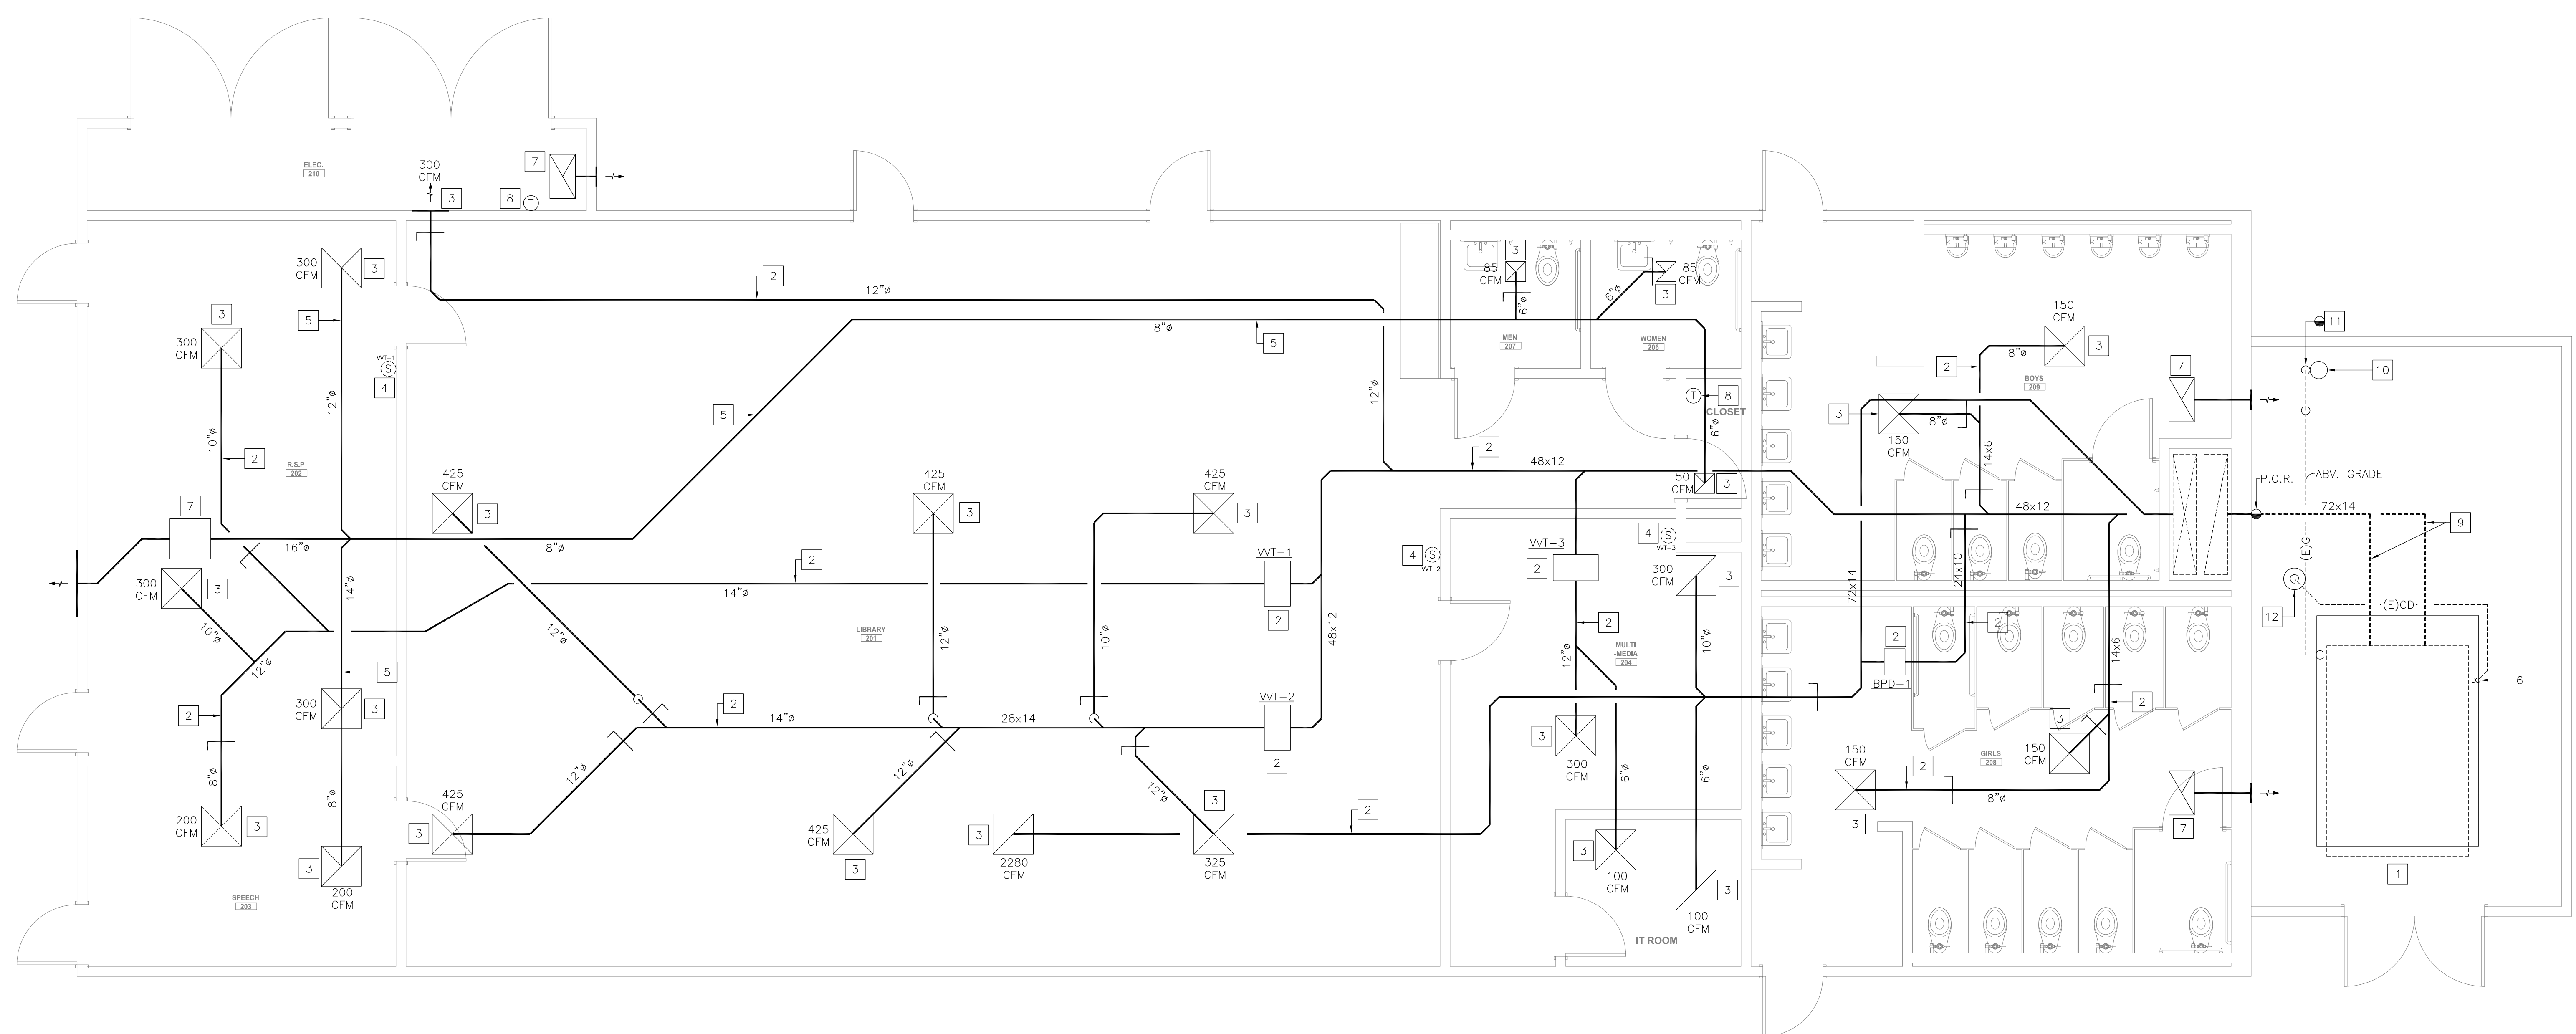 ELEC.
210
300
CFM
3
7
8
T
300
CFM
3
3
300
CFM
5
2
12"ø
VVT-1
S
4
12"ø
10"ø
2
R.S.P
202
7
16"ø
300
CFM
3
10"ø
14"ø
12"ø
5
2
300
CFM
3
8"ø
8"ø
200
CFM
3
3
200
CFM
SPEECH
203
5
8"ø
5
425
CFM
3
8"ø
425
CFM
3
425
CFM
3
2
14"ø
12"ø
12"ø
10"ø
LIBRARY
201
VVT-1
2
2
14"ø
28x14
VVT-2
2
48x12
12"ø
12"ø
12"ø
425
CFM
3
425
CFM
3
3
2280
CFM
3
325
CFM
2
3
85
CFM
6"ø
MEN
207
85
CFM
3
6"ø
WOMEN
206
12"ø
2
48x12
T
8
CLOSET
6"ø
50
CFM
3
4
S
VVT-2
4
S
VVT-3
VVT-3
2
300
CFM
3
2
MULTI
-MEDIA
204
12"ø
10"ø
3
300
CFM
6"ø
6"ø
3
100
CFM
3
100
CFM
IT ROOM
150
CFM
3
8"ø
2
BOYS
209
7
3
150
CFM
8"ø
14x6
48x12
72x14
24x10
2
2
BPD-1
14x6
2
3
150
CFM
GIRLS
208
150
CFM
3
2
8"ø
7
11
10
P.O.R.
ABV. GRADE
72x14
9
(E)G
(E)CD
12
6
1